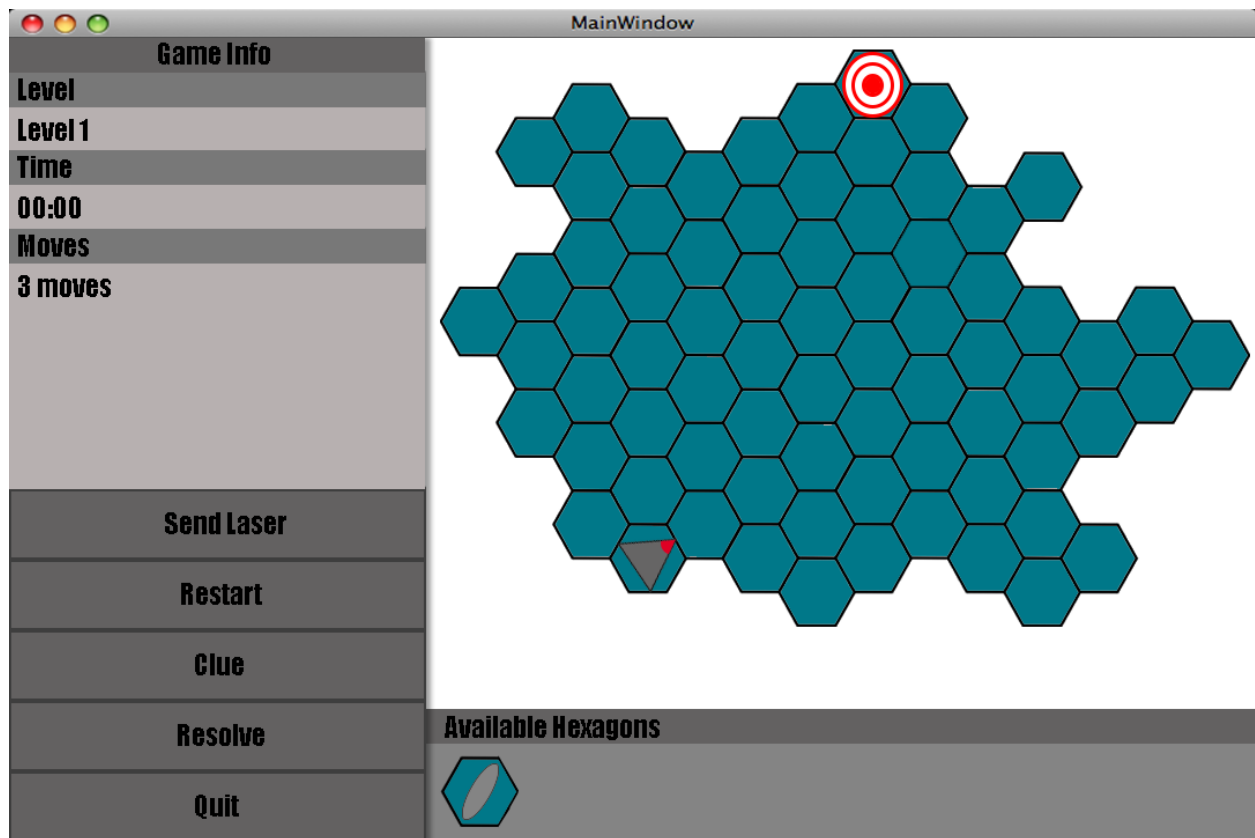 MainWindow
Game Info
Level
Level 1
Time
00:00
Moves
3 moves
Send Laser
Restart
Clue
Resolve
Quit
Available Hexagons